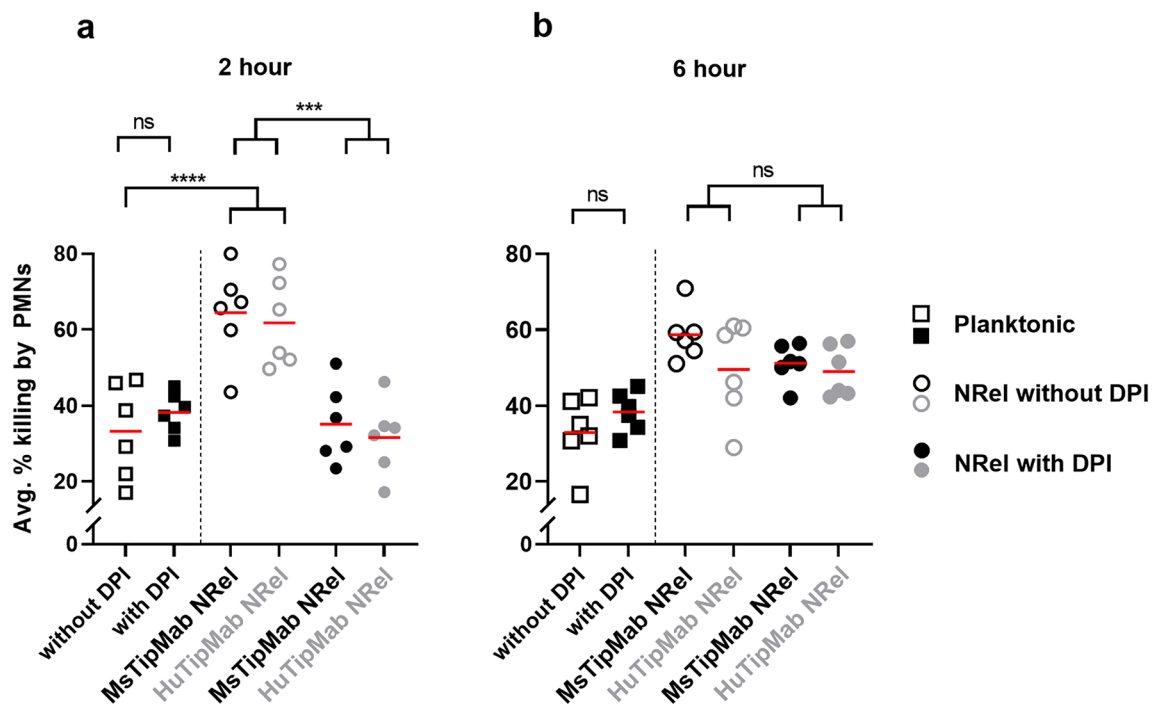 a
2 hour
***
ns
****
Avg. % killing by PMNs
80
60
40
20
0
without DPI
with DPI
MsTipMab NRel
HuTipMab NRel
MsTipMab NRel
HuTipMab NRel
b
6 hour
ns
ns
80
60
40
20
0
without DPI
with DPI
MsTipMab NRel
HuTipMab NRel
MsTipMab NRel
HuTipMab NRel
Planktonic
NRel without DPI
NRel with DPI